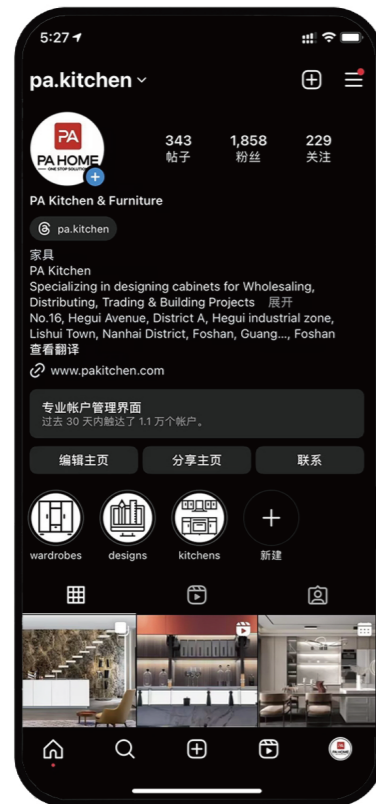 5:27
pa.kitchen
PA
PA HOME
ONE STOP SOLUTION
343 1,858 229
帖子 粉丝 关注
PA Kitchen & Furniture
pa.kitchen
家具
PA Kitchen
Specializing in designing cabinets for Wholesaling,
Distributing, Trading & Building Projects 展开
No.16, Hegui Avenue, District A, Hegui industrial zone,
Lishui Town, Nanhai District, Foshan, Guang..., Foshan
查看翻译
www.pakitchen.com
专业帐户管理界面
过去 30 天内触达了 1.1 万个帐户。
编辑主页 分享主页 联系
wardrobes designs kitchens 新建
PA HOME